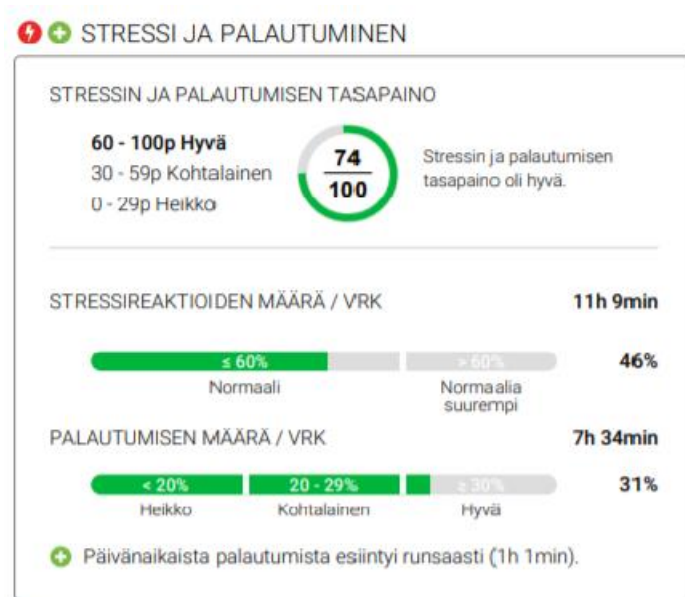 STRESSI JA PALAUTUMINEN
STRESSIN JA PALAUTUMISEN TASAPAINO
60 - 100p Hyvä
30 - 59p Kohtalainen
0 - 29p Heikko
74
100
Stressin ja palautumisen
tasapaino oli hyvä.
STRESSIREAKTIOIDEN MÄÄRÄ / VRK 11h 9min
≤ 60% > 60% 46%
Normaali Normaalia
suurempi
PALAUTUMISEN MÄÄRÄ / VRK 7h 34min
< 20% 20 - 29% ≥ 30% 31%
Heikko Kohtalainen Hyvä
Päivänaikaista palautumista esiintyi runsaasti (1h 1min).